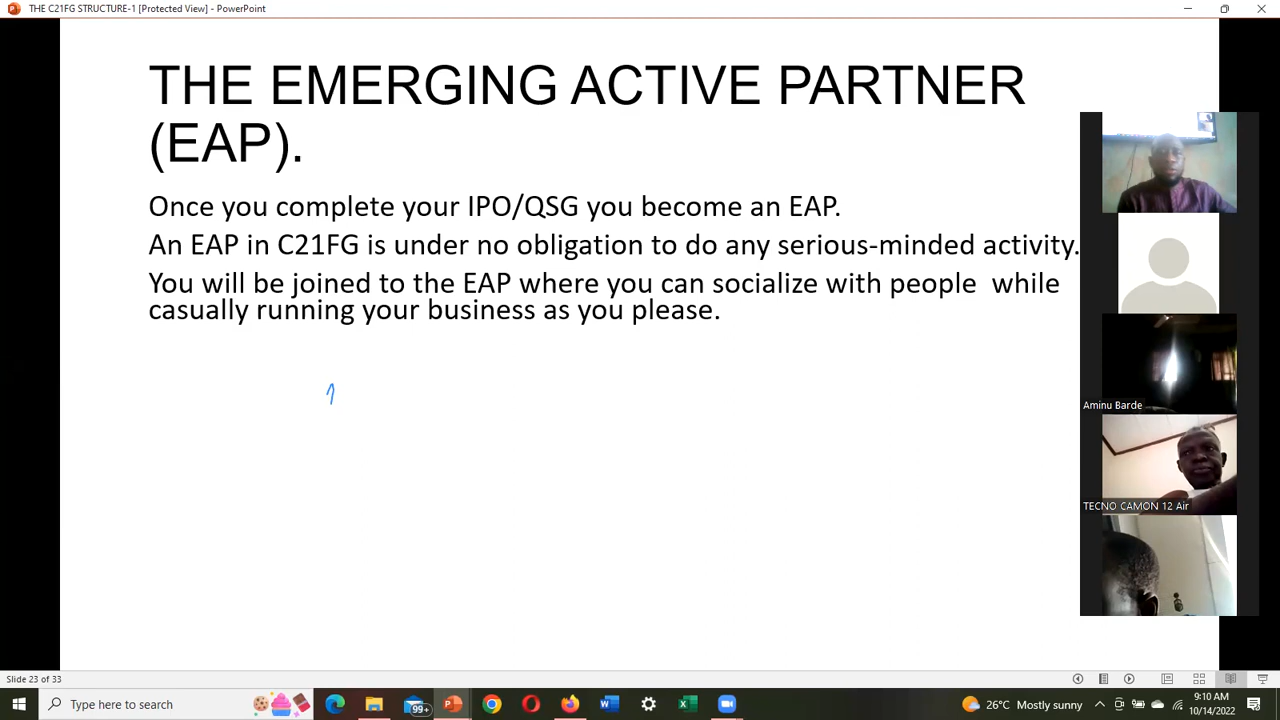 THE C21FG STRUCTURE-1 [Protected View] - PowerPoint
THE EMERGING ACTIVE PARTNER
(EAP).
Once you complete your IPO/QSG you become an EAP.
An EAP in C21FG is under no obligation to do any serious-minded activity.
You will be joined to the EAP where you can socialize with people  while
casually running your business as you please.
Aminu Barde
TECNO CAMON 12 Air
Slide 23 of 33
Type here to search
99+
26°C Mostly sunny
9:10 AM
10/14/2022